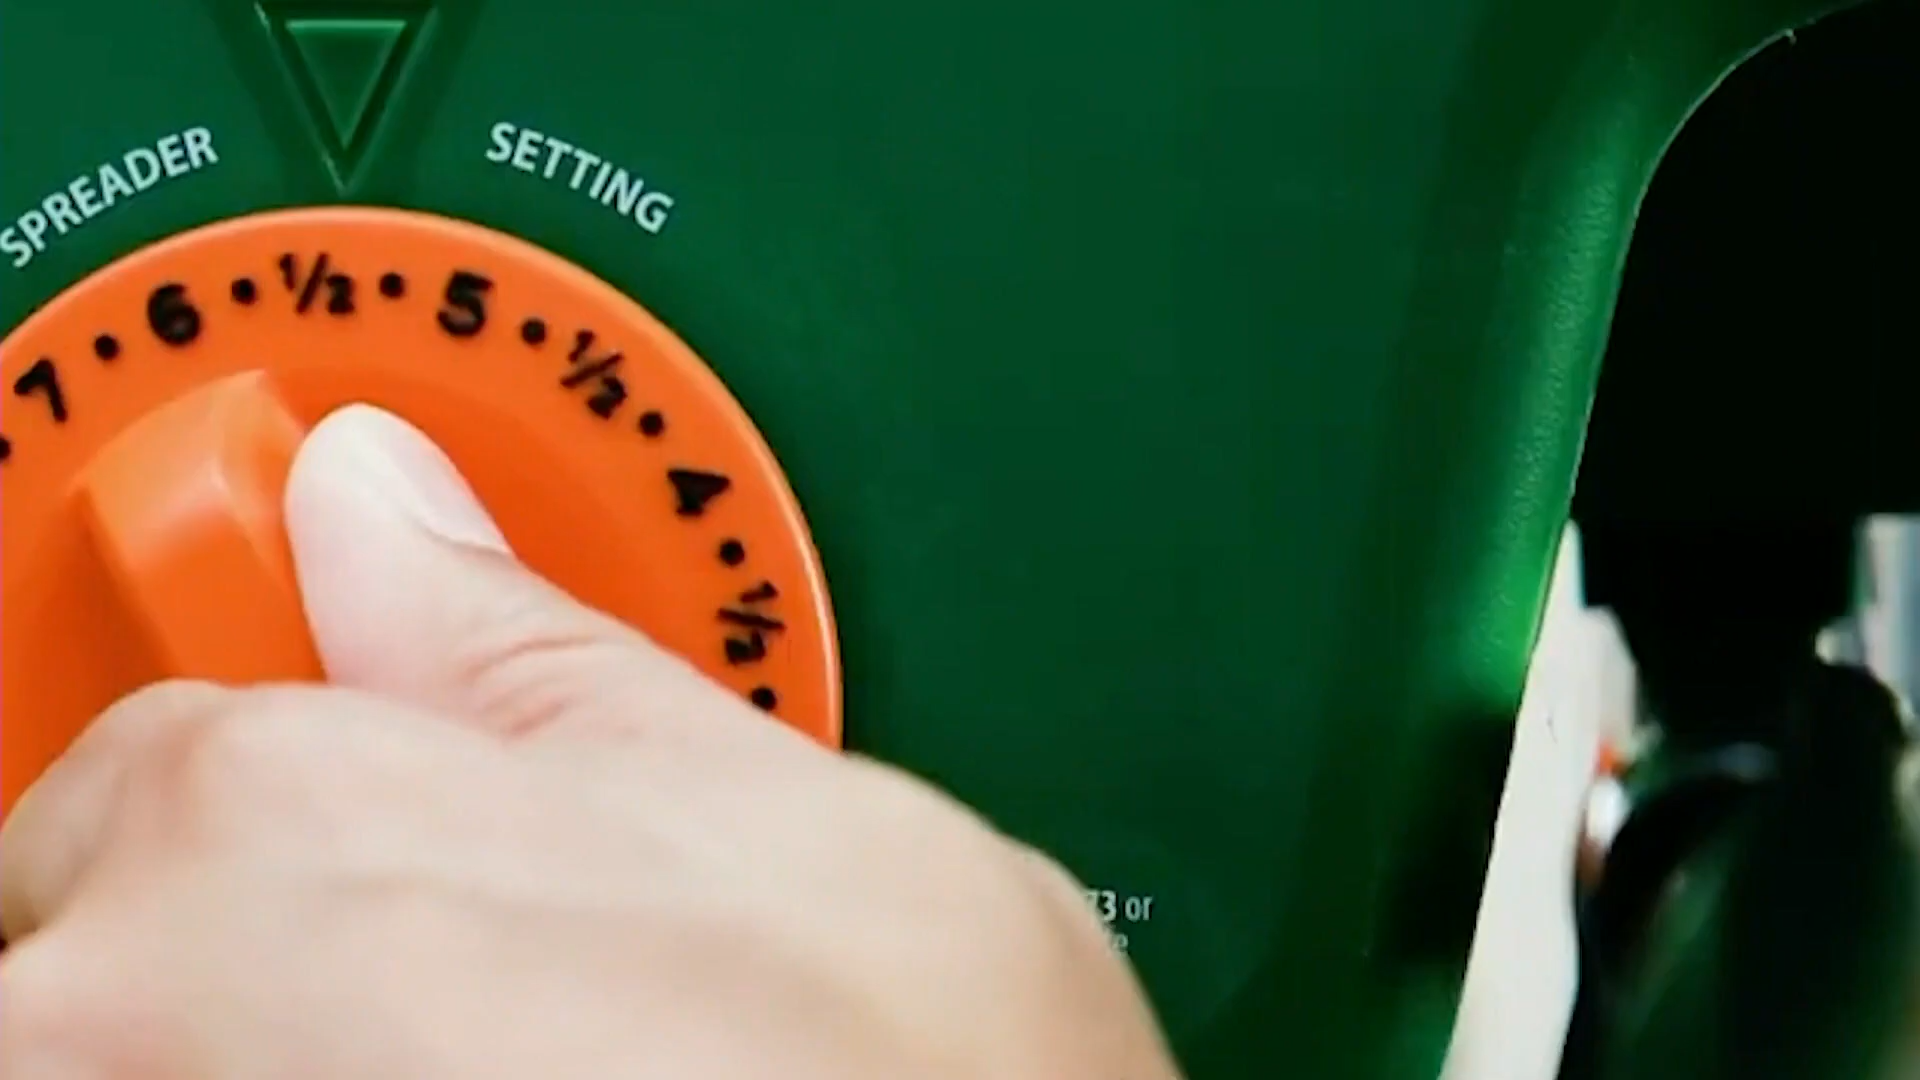 SPREADER SETTING
7 • 6 • ½ • 5 • ½ • 4 • ½ •
73 or